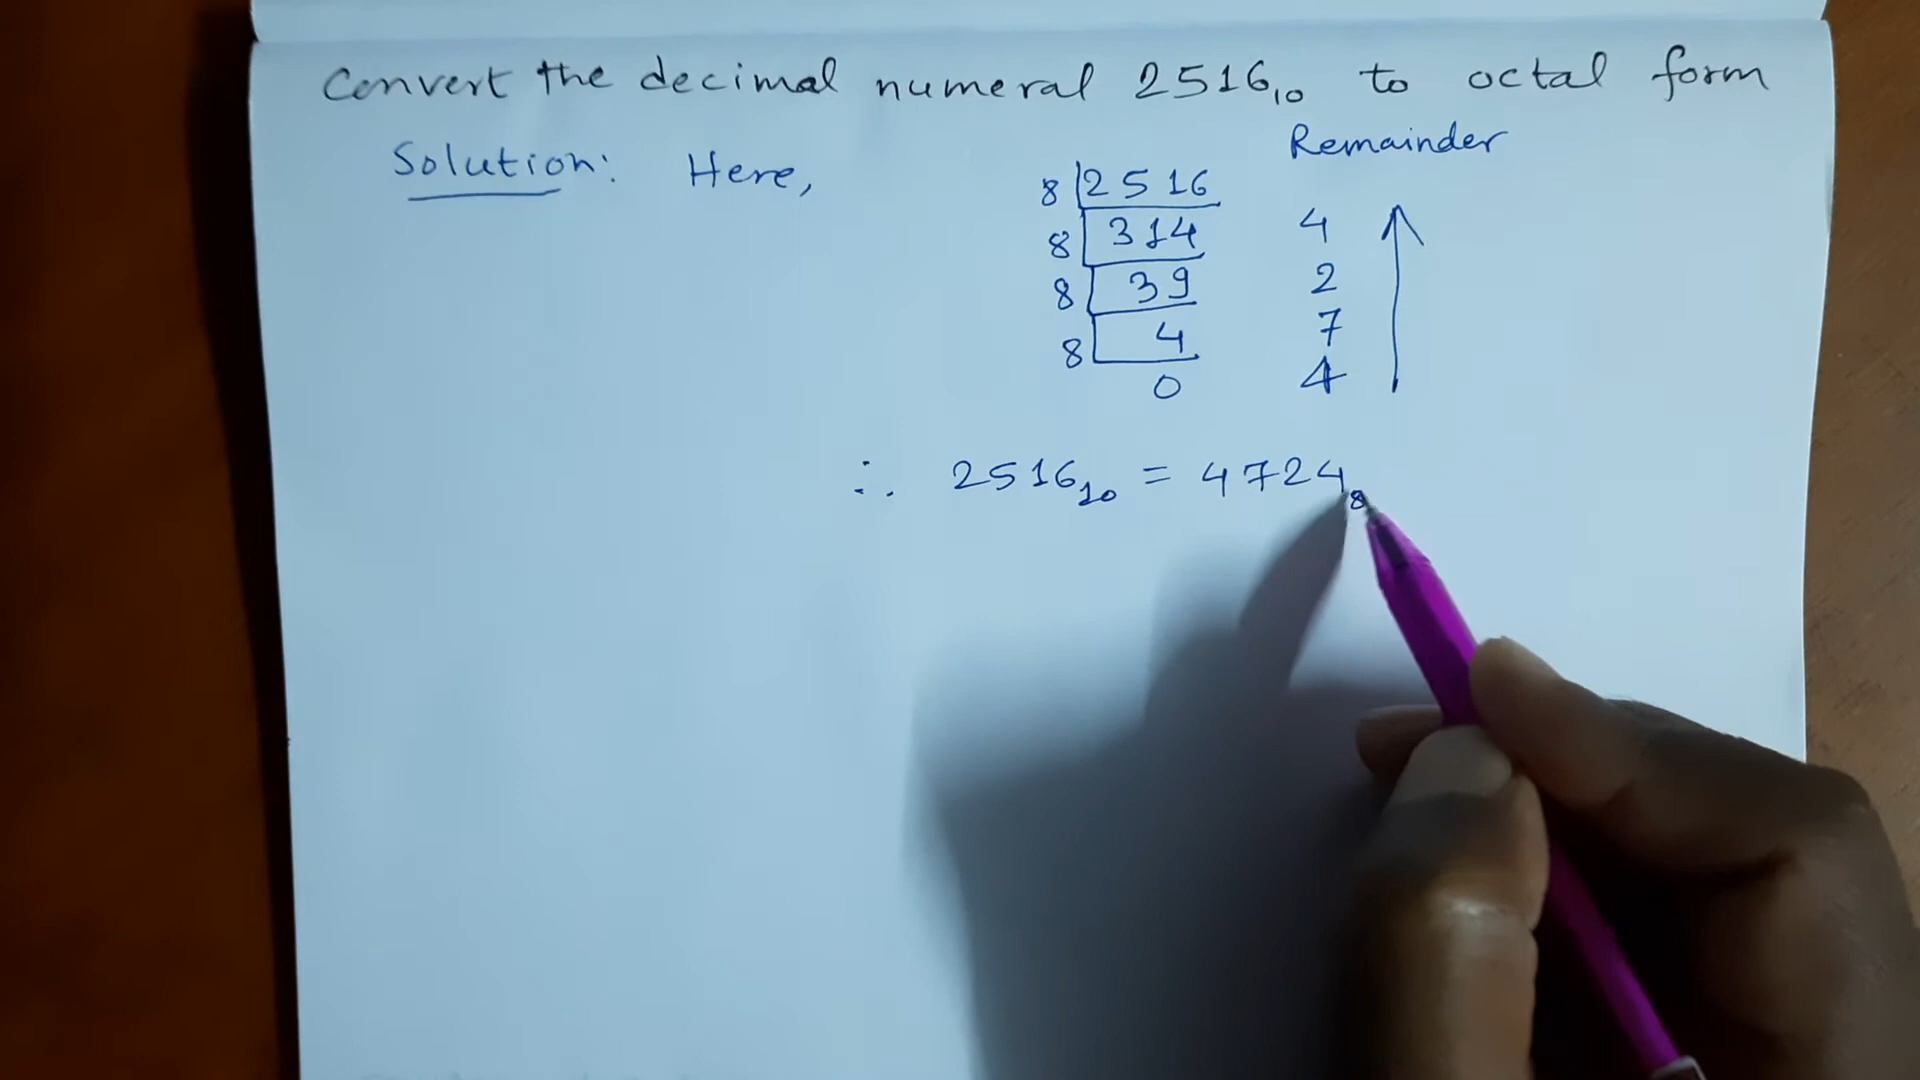 Convert the decimal numeral 2516₁₀ to octal form
Solution: Here,
Remainder
8 | 2516
8 | 314 4
8 | 39 2
8 | 4 7
0 4
∴ 2516₁₀ = 4724₈